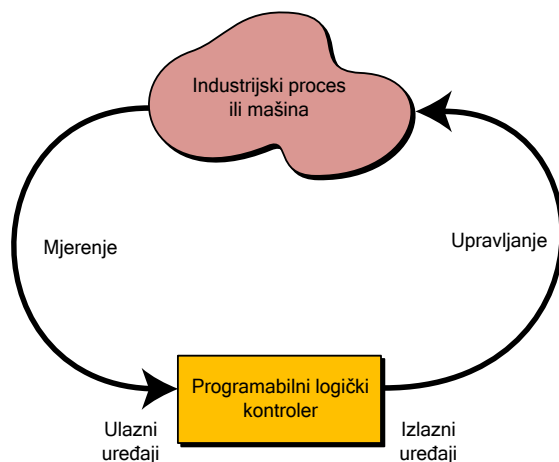 Industrijski proces
ili mašina
Mjerenje
Upravljanje
Programabilni logički
kontroler
Ulazni
uređaji
Izlazni
uređaji